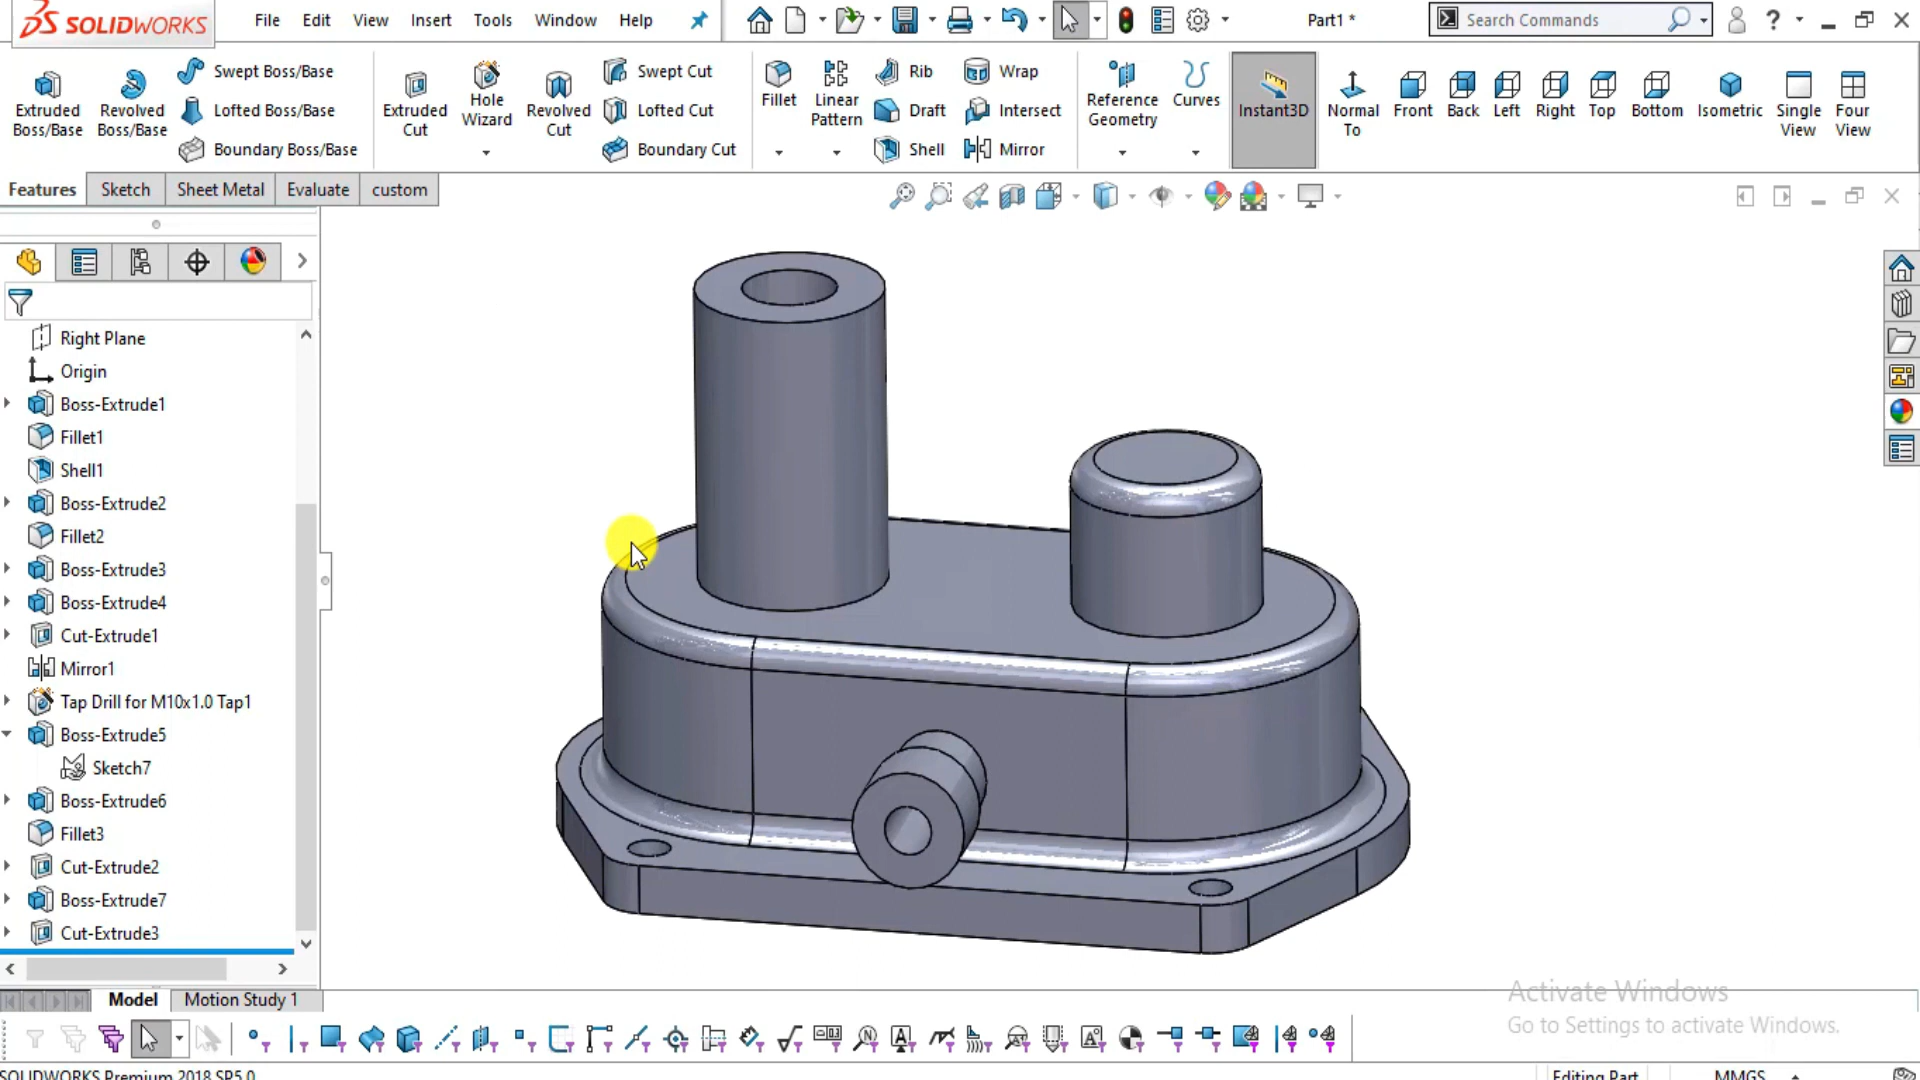 SOLIDWORKS
File Edit View Insert Tools Window Help
Part1 *
Search Commands
Extruded Boss/Base
Revolved Boss/Base
Swept Boss/Base
Lofted Boss/Base
Boundary Boss/Base
Extruded Cut
Hole Wizard
Revolved Cut
Swept Cut
Lofted Cut
Boundary Cut
Fillet
Linear Pattern
Rib
Draft
Shell
Wrap
Intersect
Mirror
Reference Geometry
Curves
Instant3D
Normal To
Front
Back
Left
Right
Top
Bottom
Isometric
Single View
Four View
Features Sketch Sheet Metal Evaluate custom
Right Plane
Origin
Boss-Extrude1
Fillet1
Shell1
Boss-Extrude2
Fillet2
Boss-Extrude3
Boss-Extrude4
Cut-Extrude1
Mirror1
Tap Drill for M10x1.0 Tap1
Boss-Extrude5
Sketch7
Boss-Extrude6
Fillet3
Cut-Extrude2
Boss-Extrude7
Cut-Extrude3
Model Motion Study 1
Activate Windows
Go to Settings to activate Windows.
SOLIDWORKS Premium 2018 SP5.0
Editing Part
MMGS